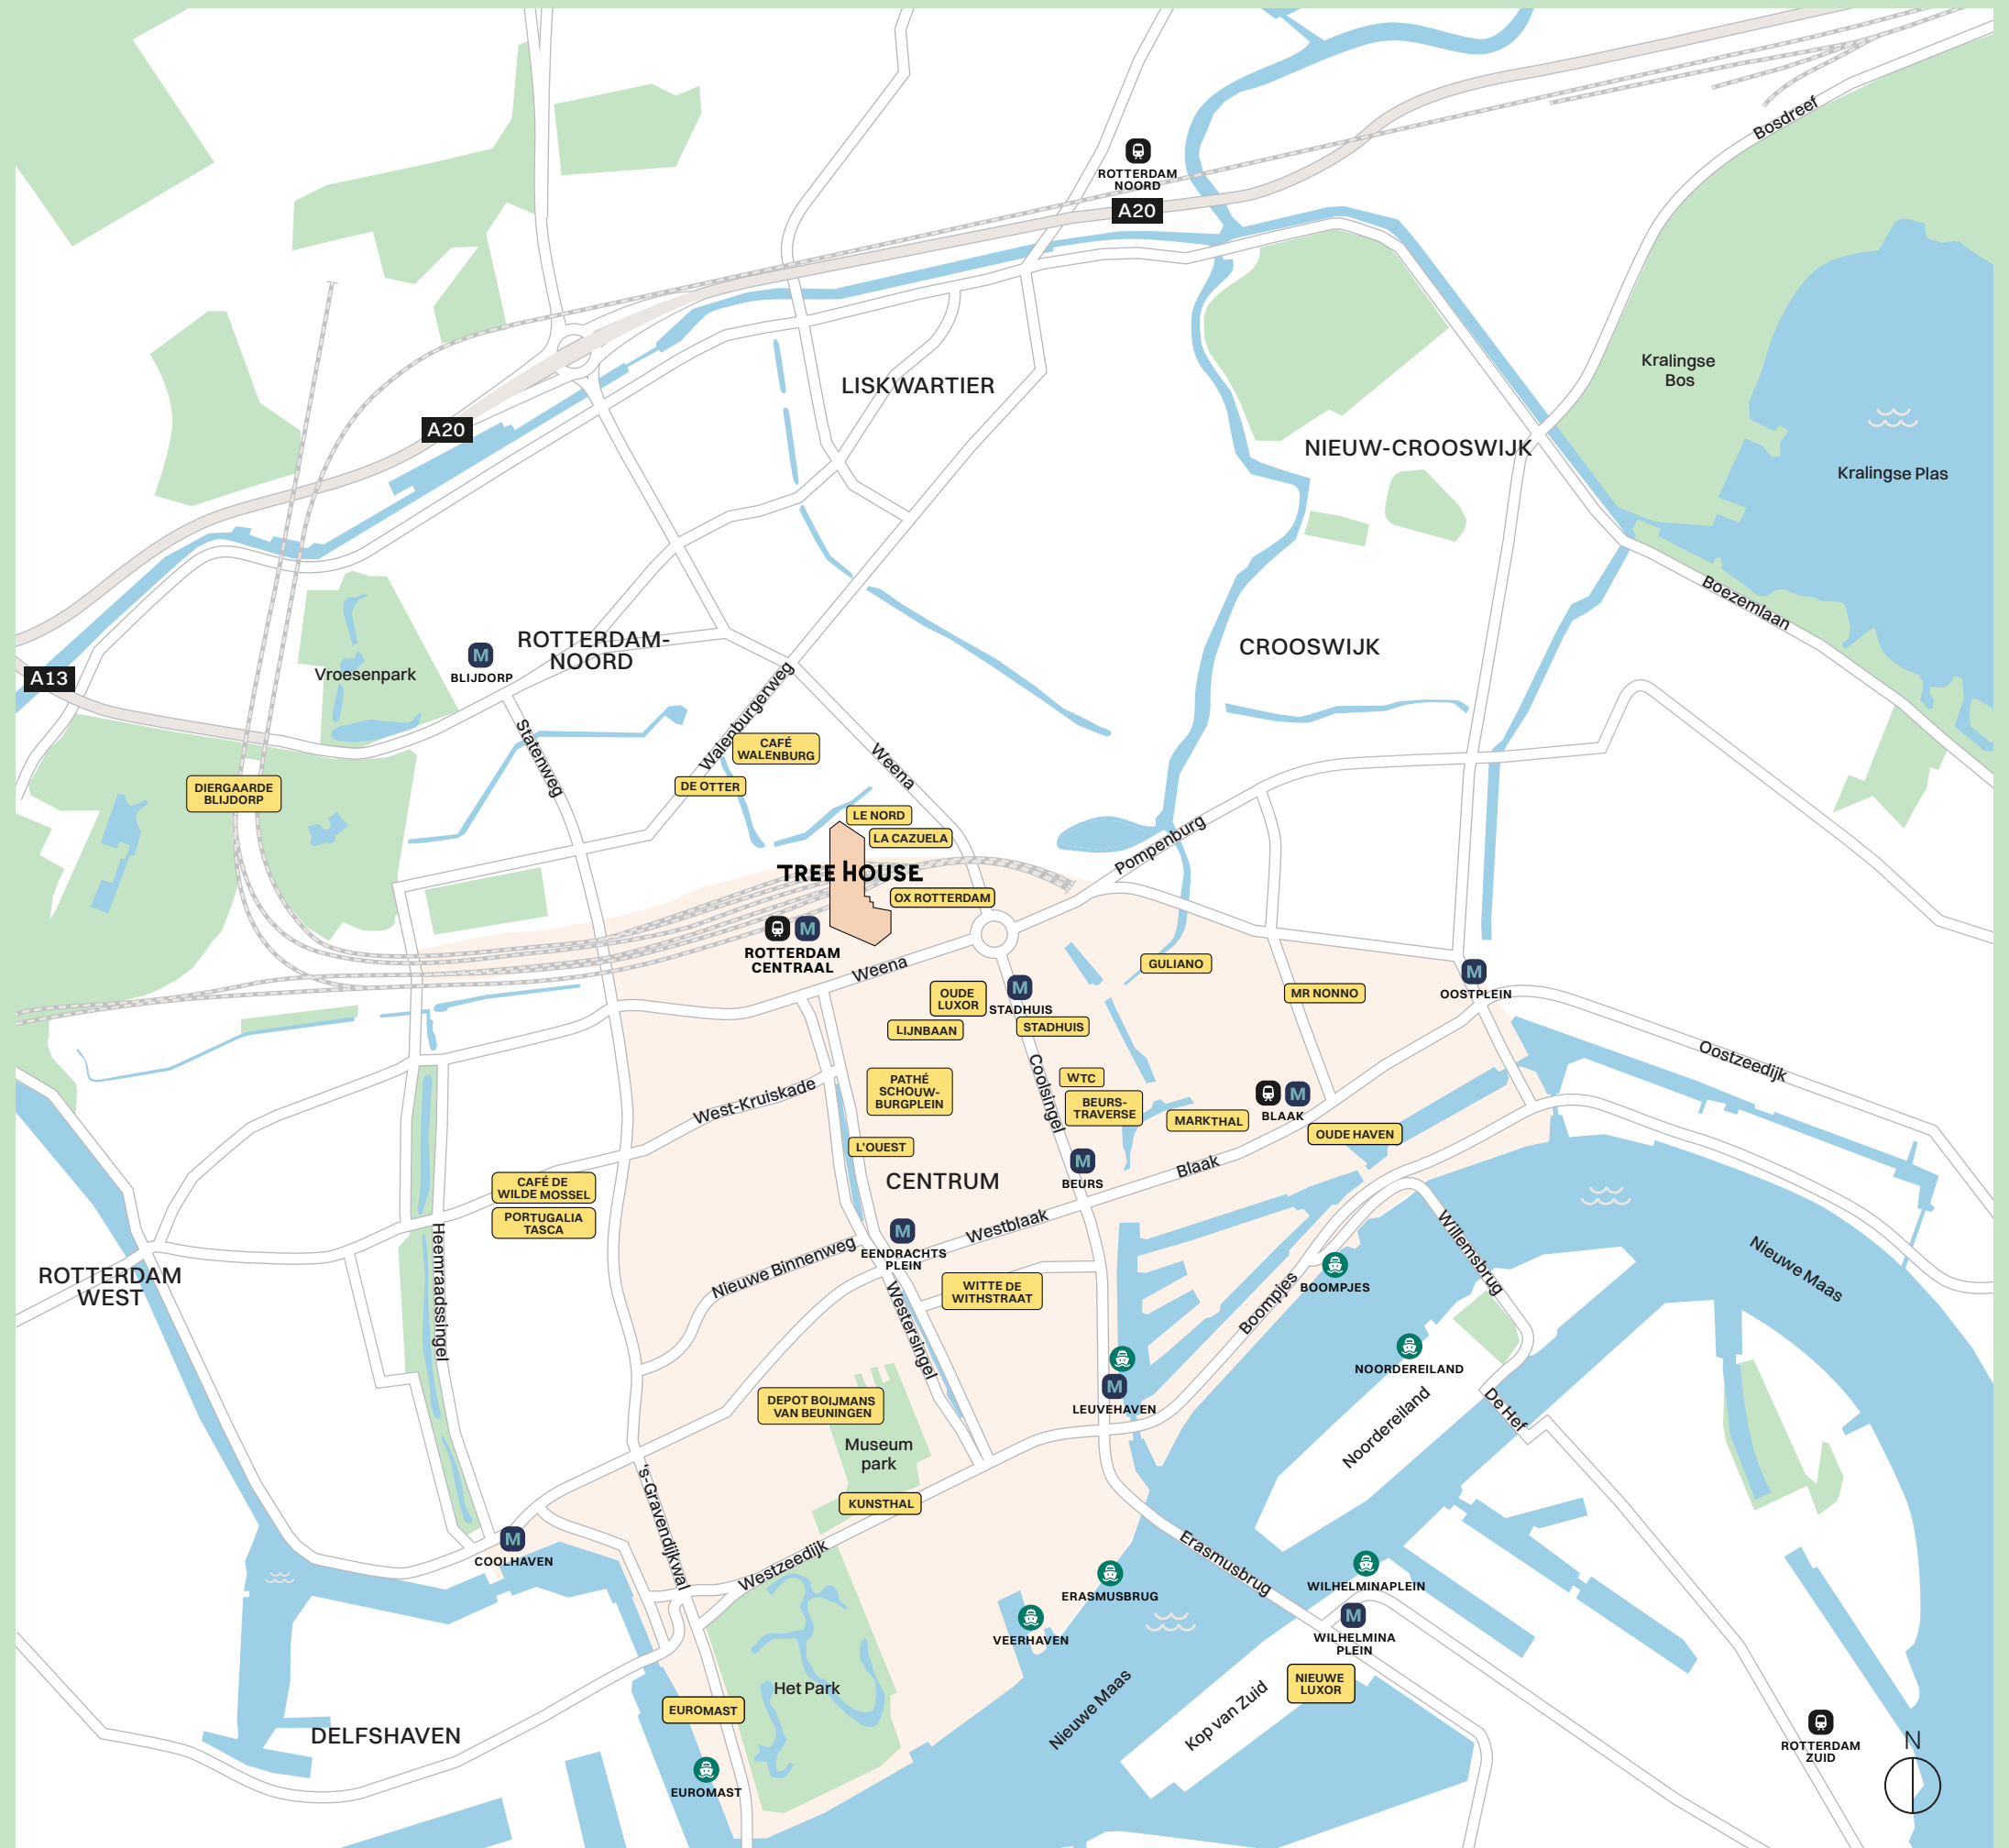 Bosdreef
ROTTERDAM
NOORD
A20
Kralingse
Bos
LISKWARTIER
A20
NIEUW-CROOSWIJK
Kralingse Plas
Boezemlaan
ROTTERDAM-
NOORD
CROOSWIJK
Vroesenpark
M
BLIJDORP
A13
Statenweg
Walenburgerweg
CAFÉ
WALENBURG
Weena
DIERGAARDE
BLIJDORP
DE OTTER
LE NORD
LA CAZUELA
Pompenburg
TREE HOUSE
OX ROTTERDAM
M
ROTTERDAM
CENTRAAL
Weena
GULIANO
M
OOSTPLEIN
MR NONNO
OUDE
LUXOR
M
STADHUIS
LIJNBAAN
STADHUIS
Coolsingel
Oostzeedijk
WTC
PATHÉ
SCHOUW-
BURGPLEIN
BEURS-
TRAVERSE
West-Kruiskade
M
BLAAK
MARKTHAL
OUDE HAVEN
L'OUEST
M
BEURS
Blaak
CENTRUM
CAFÉ DE
WILDE MOSSEL
PORTUGALIA
TASCA
Heemraadssingel
M
EENDRACHTS
PLEIN
Westblaak
Willemsbrug
Nieuwe Maas
Nieuwe Binnenweg
ROTTERDAM
WEST
WITTE DE
WITHSTRAAT
Boompjes
BOOMPJES
Westersingel
NOORDEREILAND
M
LEUVEHAVEN
DEPOT BOIJMANS
VAN BEUNINGEN
De Hef
Noordereiland
Museum
park
's-Gravendijkwal
KUNSTHAL
M
COOLHAVEN
Westzeedijk
Erasmusbrug
ERASMUSBRUG
WILHELMINAPLEIN
VEERHAVEN
M
WILHELMINA
PLEIN
Het Park
NIEUWE
LUXOR
Nieuwe Maas
Kop van Zuid
EUROMAST
DELFSHAVEN
ROTTERDAM
ZUID
N
EUROMAST